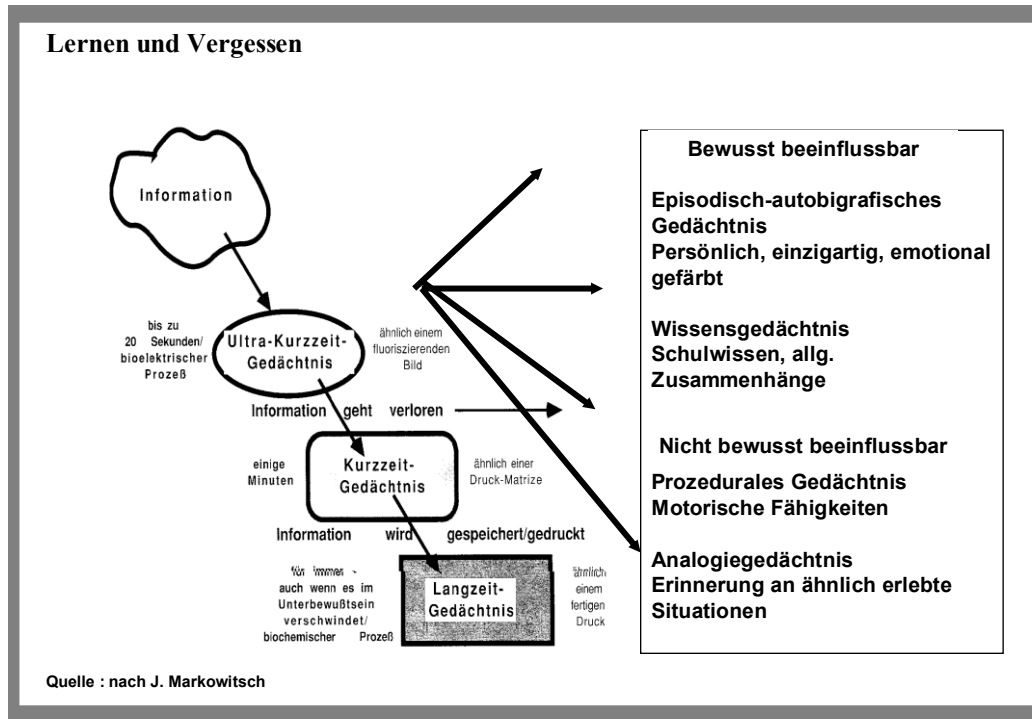 Lernen und Vergessen
Information
bis zu
20 Sekunden/
bioelektrischer
Prozeß
Ultra-Kurzzeit-
Gedächtnis
ähnlich einem
fluoriszierenden
Bild
Information geht verloren
einige
Minuten
Kurzzeit-
Gedächtnis
ähnlich einer
Druck-Matrize
Information wird gespeichert/gedruckt
für immer -
auch wenn es im
Unterbewußtsein
verschwindet/
biochemischer Prozeß
Langzeit-
Gedächtnis
ähnlich
einem
fertigen
Druck
Bewusst beeinflussbar
Episodisch-autobigrafisches
Gedächtnis
Persönlich, einzigartig, emotional
gefärbt
Wissensgedächtnis
Schulwissen, allg.
Zusammenhänge
Nicht bewusst beeinflussbar
Prozedurales Gedächtnis
Motorische Fähigkeiten
Analogiegedächtnis
Erinnerung an ähnlich erlebte
Situationen
Quelle : nach J. Markowitsch